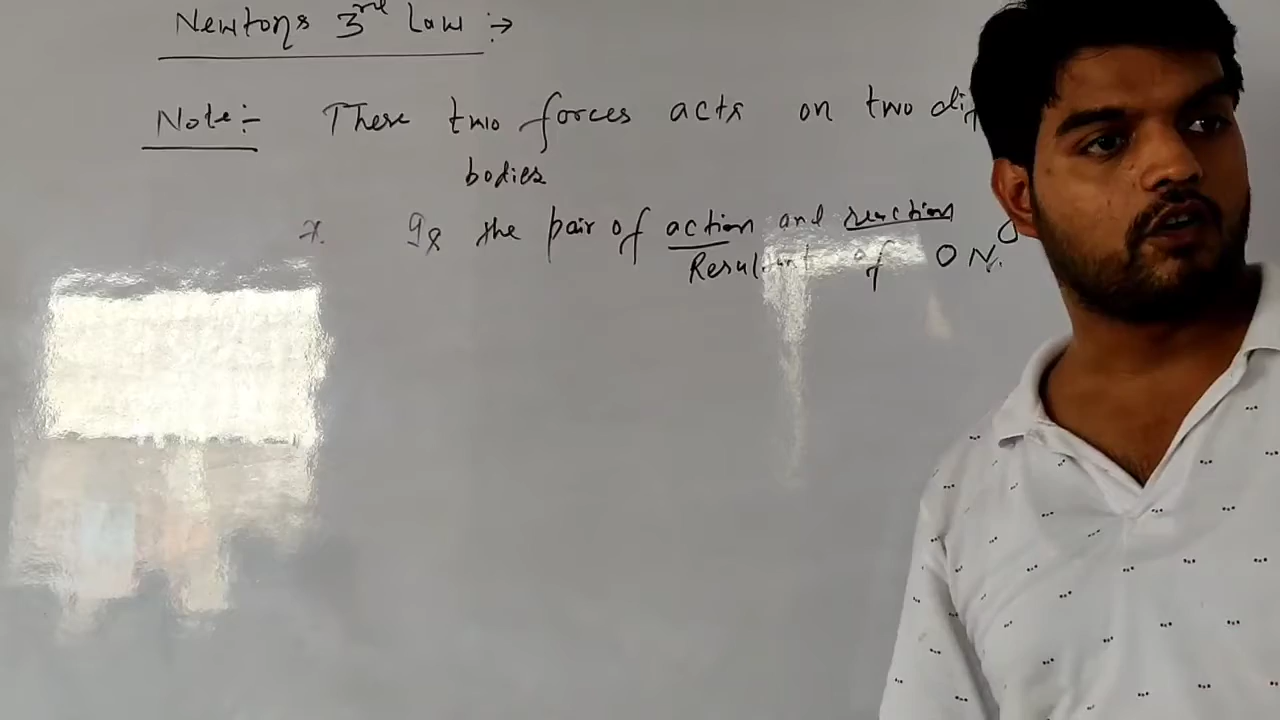 Newtons 3rd Law :→
Note:- These two forces acts on two dif
bodies
*. Is the pair of action and reaction
Resultant of 0 N.